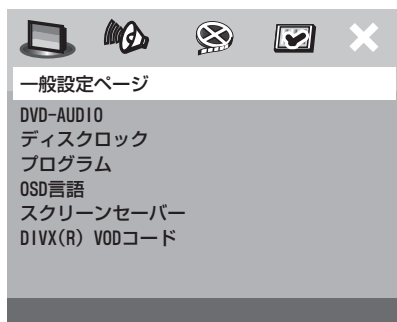 一般設定ページ
DVD-AUDIO
ディスクロック
プログラム
OSD言語
スクリーンセーバー
DIVX(R) VODコード